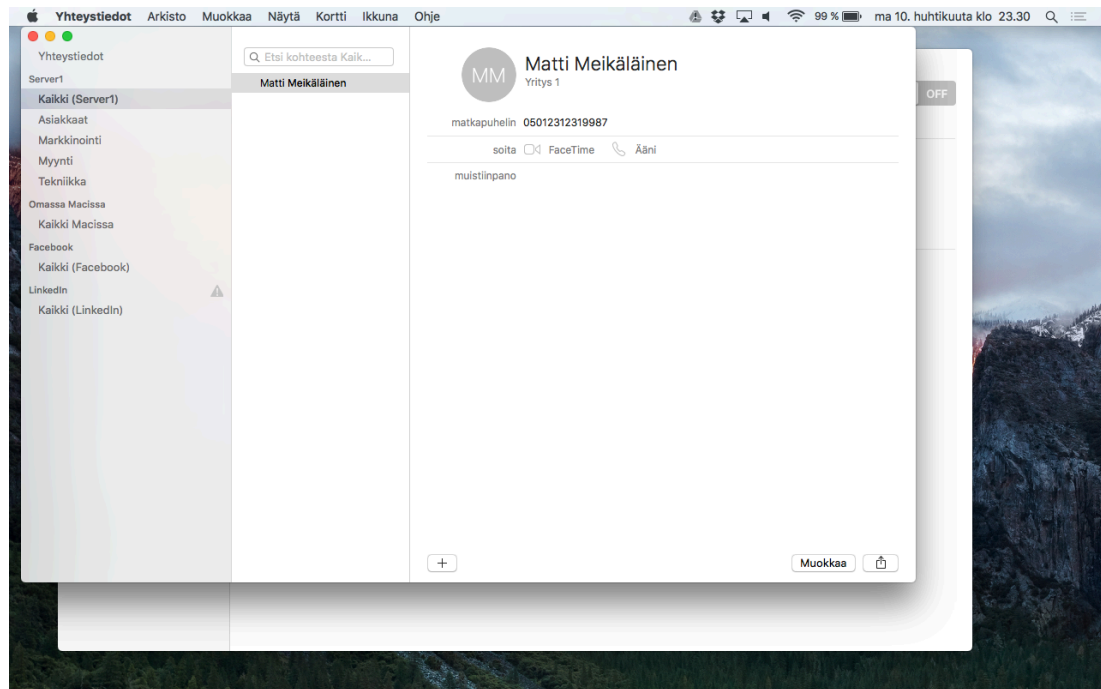 Yhteystiedot Arkisto Muokkaa Näytä Kortti Ikkuna Ohje 99 % ma 10. huhtikuuta klo 23.30
Yhteystiedot
Server1
Kaikki (Server1)
Asiakkaat
Markkinointi
Myynti
Tekniikka
Omassa Macissa
Kaikki Macissa
Facebook
Kaikki (Facebook)
LinkedIn
Kaikki (LinkedIn)
Etsi kohteesta Kaik...
Matti Meikäläinen
MM
Matti Meikäläinen
Yritys 1
matkapuhelin 05012312319987
soita FaceTime Ääni
muistiinpano
+
Muokkaa
OFF